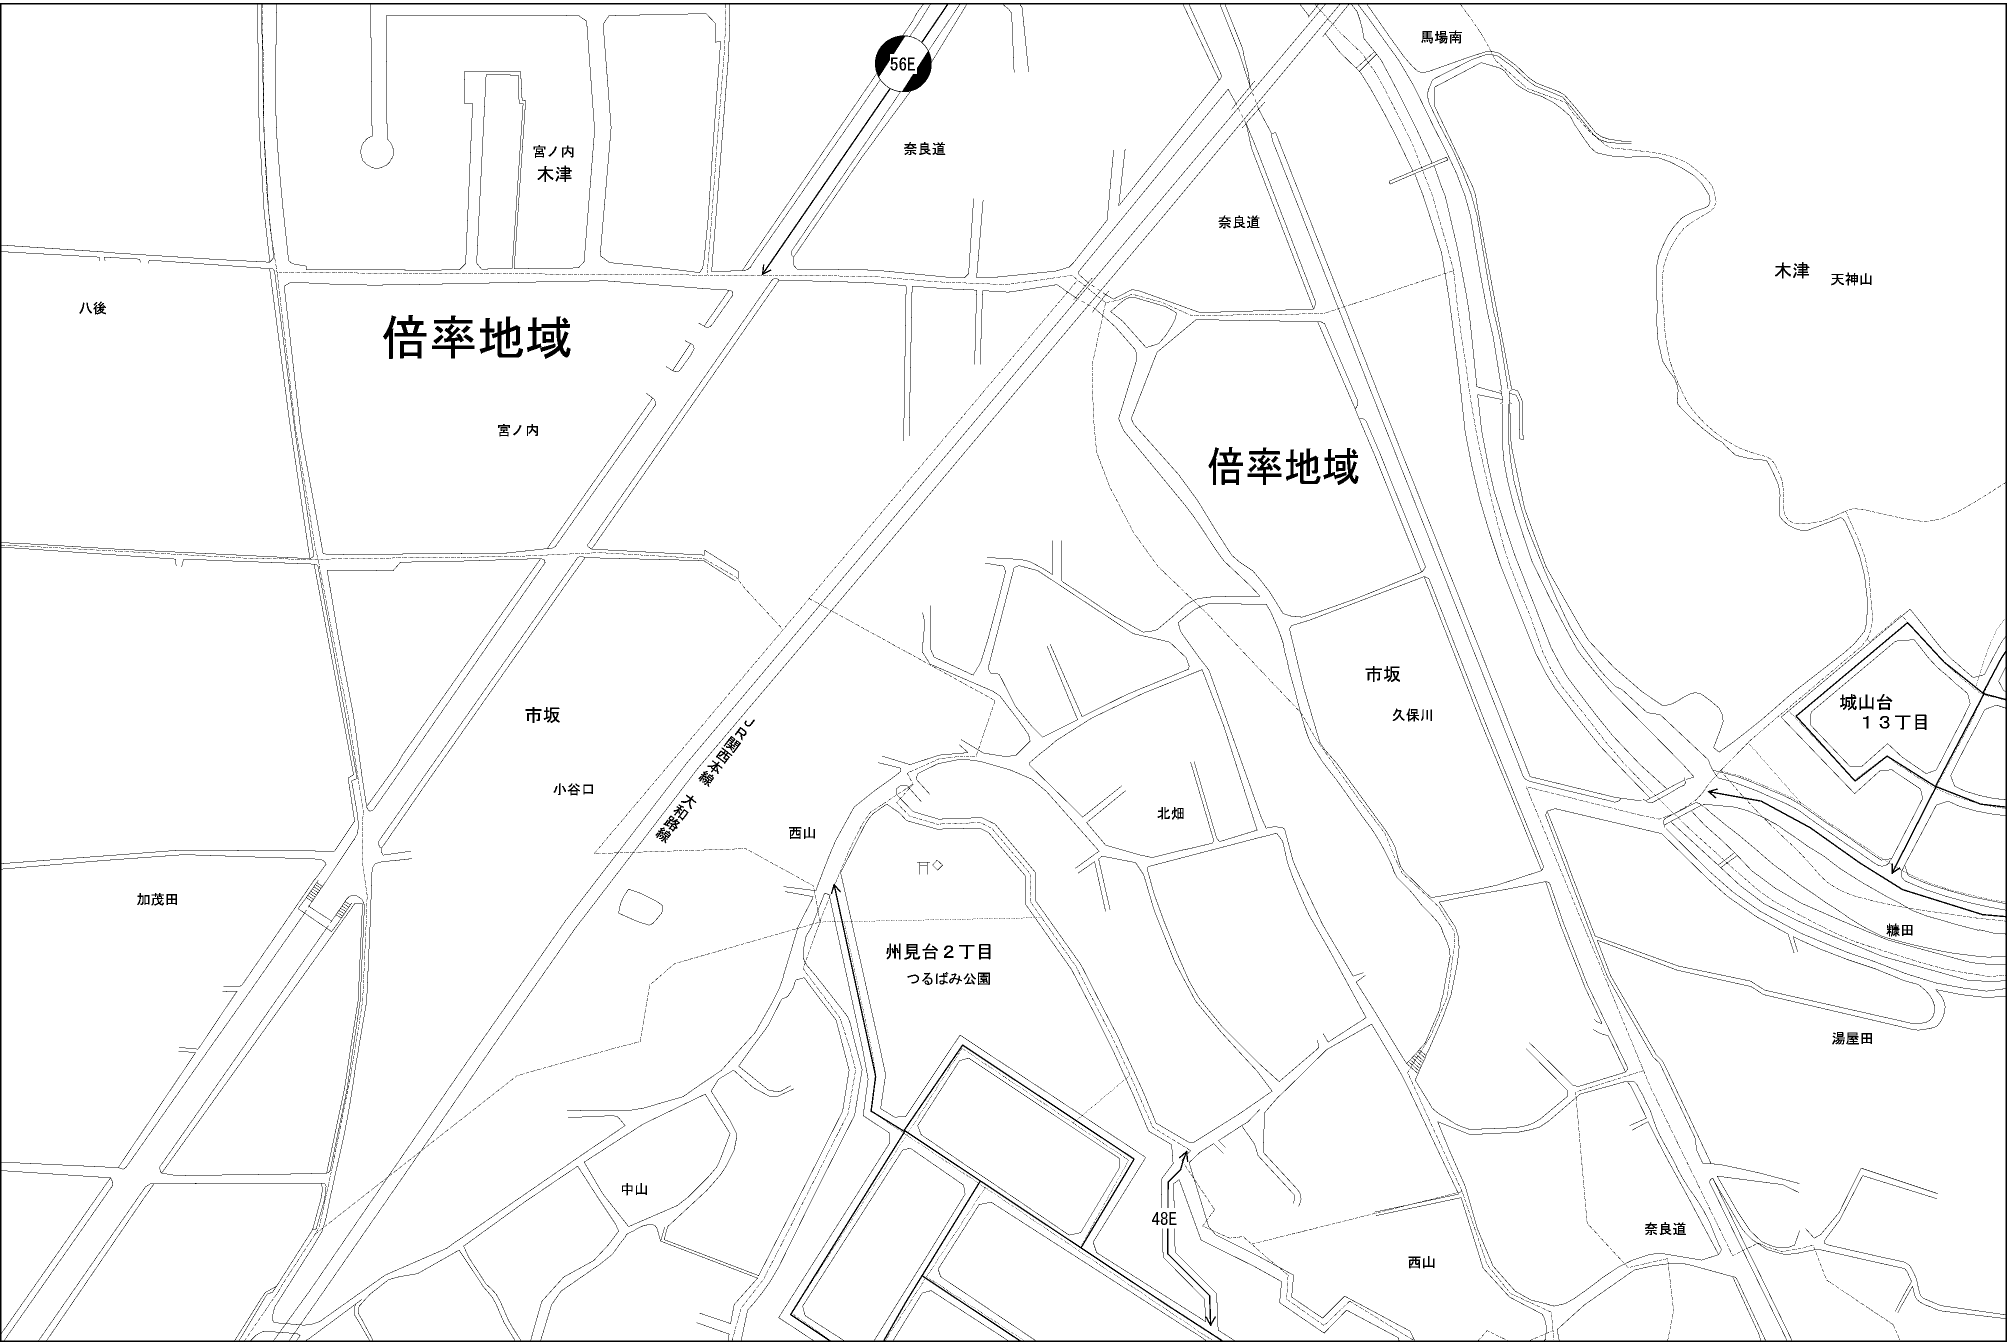 馬場南
56E
宮ノ内
木津
奈良道
奈良道
木津
天神山
八後
倍率地域
宮ノ内
倍率地域
市坂
久保川
市坂
城山台
１３丁目
ＪＲ関西本線 大和路線
小谷口
西山
北畑
加茂田
糠田
州見台２丁目
つるばみ公園
湯屋田
中山
48E
奈良道
西山